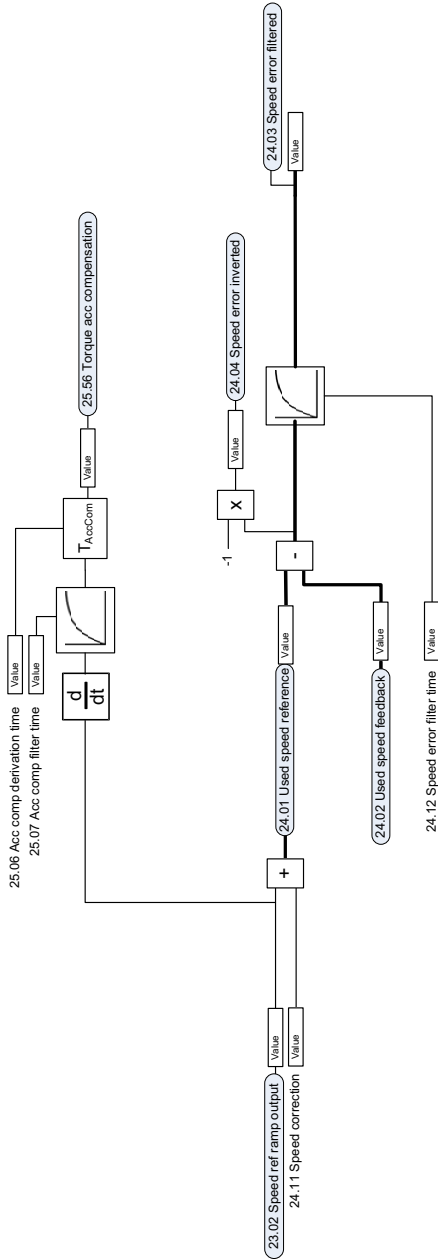 25.06 Acc comp derivation time
Value
25.07 Acc comp filter time
Value
d
dt
TAccCom
Value
25.56 Torque acc compensation
-1
x
Value
24.04 Speed error inverted
23.02 Speed ref ramp output
Value
24.11 Speed correction
Value
+
24.01 Used speed reference
Value
-
24.03 Speed error filtered
Value
24.02 Used speed feedback
Value
24.12 Speed error filter time
Value